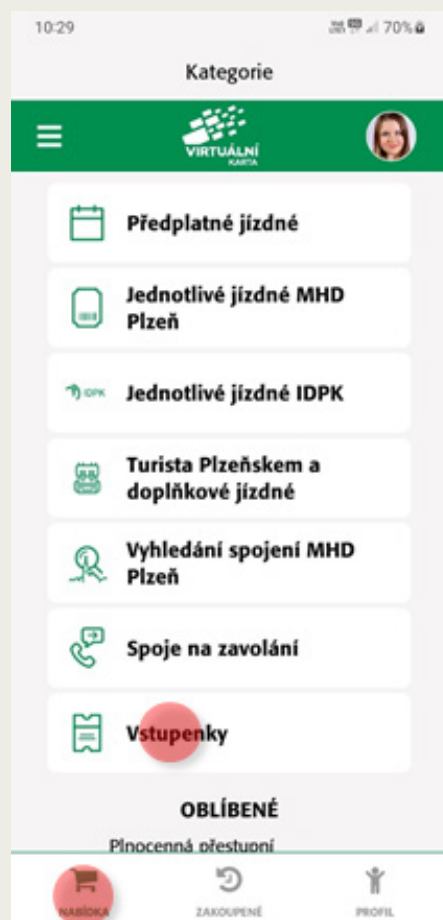 10:29
70%
Kategorie
VIRTUÁLNÍ
KARTA
Předplatné jízdné
Jednotlivé jízdné MHD
Plzeň
IDPK
Jednotlivé jízdné IDPK
Turista Plzeňskem a
doplňkové jízdné
Vyhledání spojení MHD
Plzeň
Spoje na zavolání
Vstupenky
OBLÍBENÉ
Plnocenná přestupní
NABÍDKA
ZAKOUPENÉ
PROFIL